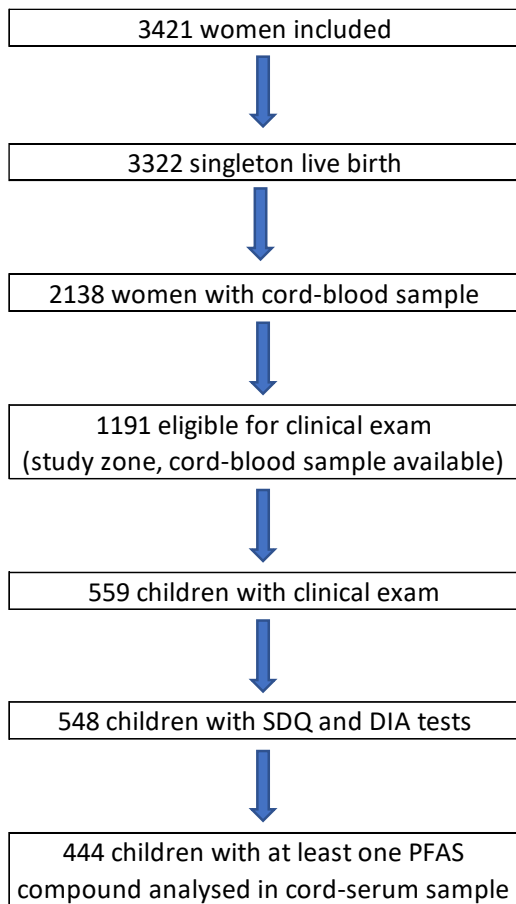 3421 women included
3322 singleton live birth
2138 women with cord-blood sample
1191 eligible for clinical exam
(study zone, cord-blood sample available)
559 children with clinical exam
548 children with SDQ and DIA tests
444 children with at least one PFAS
compound analysed in cord-serum sample